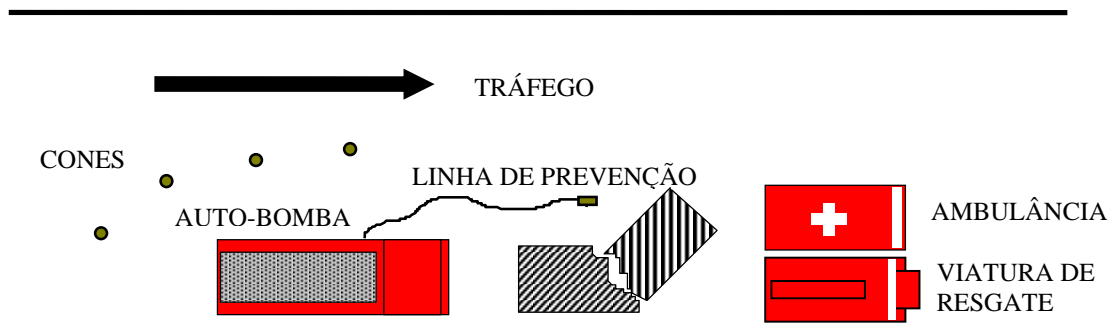 TRÁFEGO
CONES
LINHA DE PREVENÇÃO
AUTO-BOMBA
AMBULÂNCIA
VIATURA DE
RESGATE